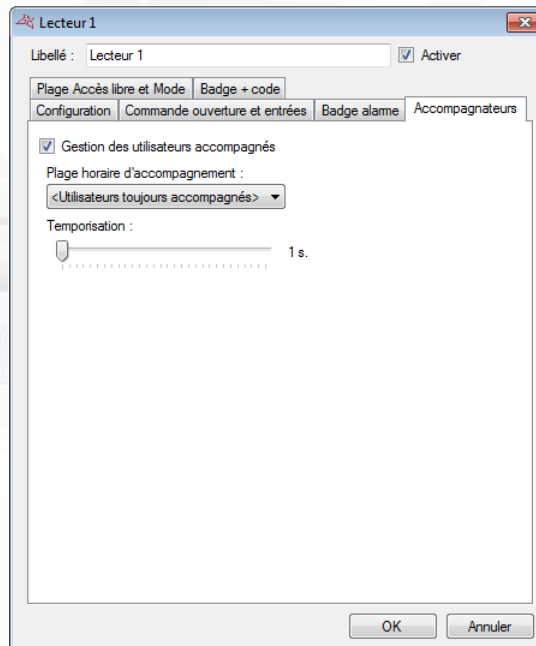 Lecteur 1
Libellé : Lecteur 1 Activer
Plage Accès libre et Mode Badge + code
Configuration Commande ouverture et entrées Badge alarme Accompagnateurs
Gestion des utilisateurs accompagnés
Plage horaire d'accompagnement :
<Utilisateurs toujours accompagnés>
Temporisation :
1 s.
OK Annuler